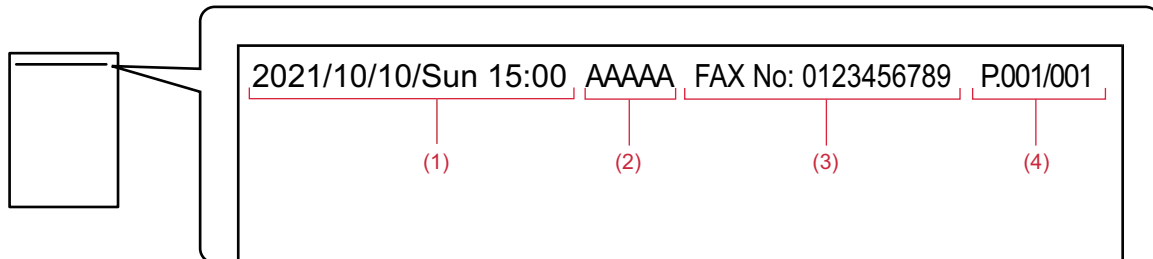 2021/10/10/Sun 15:00 AAAAA FAX No: 0123456789 P.001/001
(1) (2) (3) (4)